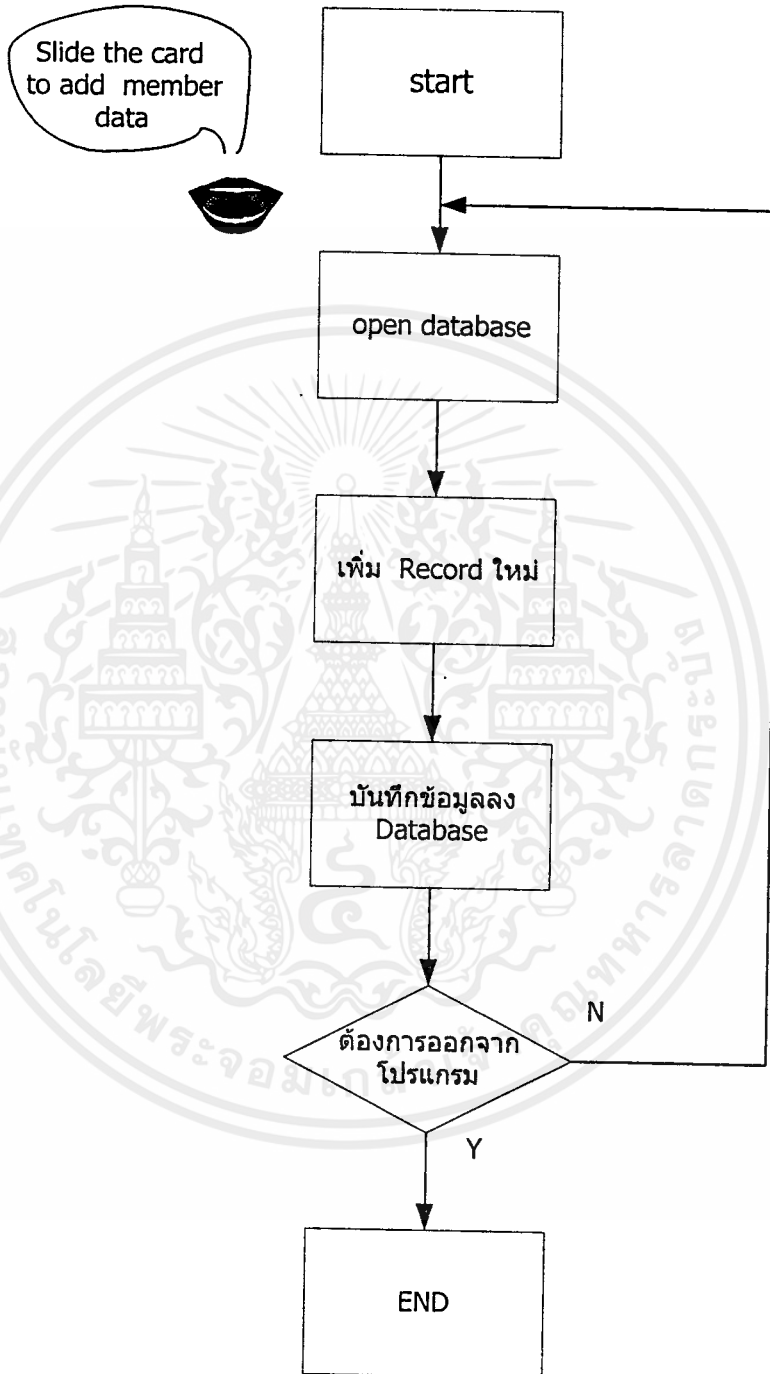 Slide the card
to add member
data
start
open database
เพิ่ม Record ใหม่
บันทึกข้อมูลลง
Database
ต้องการออกจาก
โปรแกรม
N
Y
END